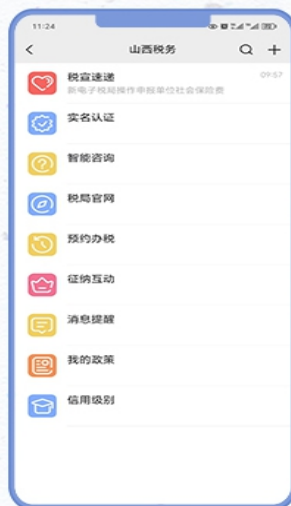 11:24
山西税务
税宣速递
09:57
新电子税局操作申报单位社会保险费
实名认证
智能咨询
税局官网
预约办税
征纳互动
消息提醒
我的政策
信用级别